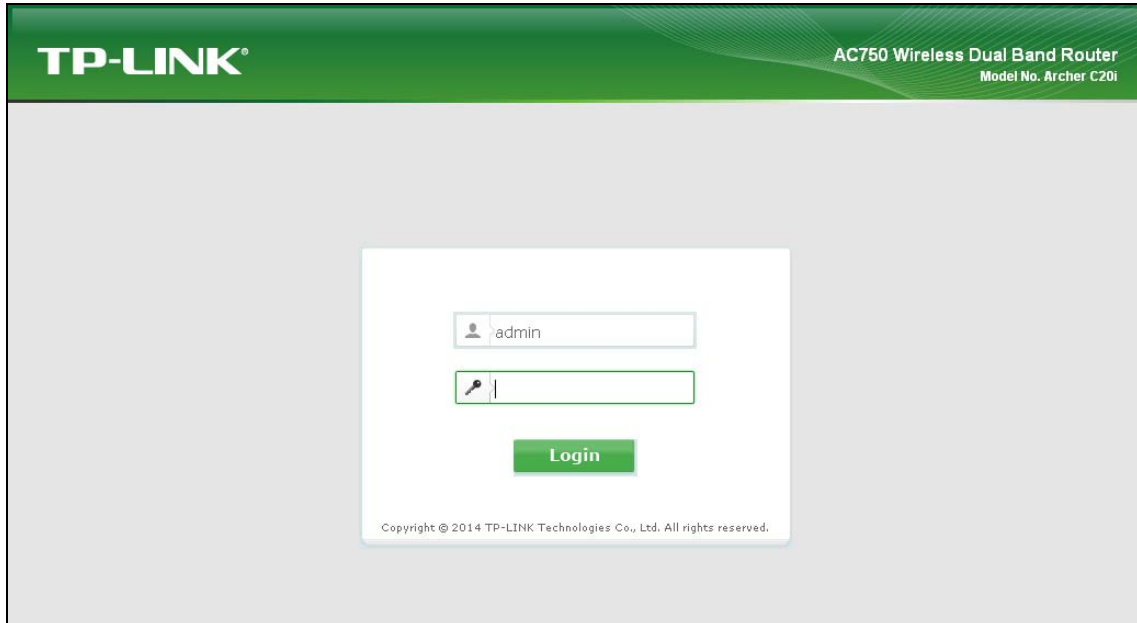 TP-LINK®
AC750 Wireless Dual Band Router
Model No. Archer C20i
admin
Login
Copyright © 2014 TP-LINK Technologies Co., Ltd. All rights reserved.